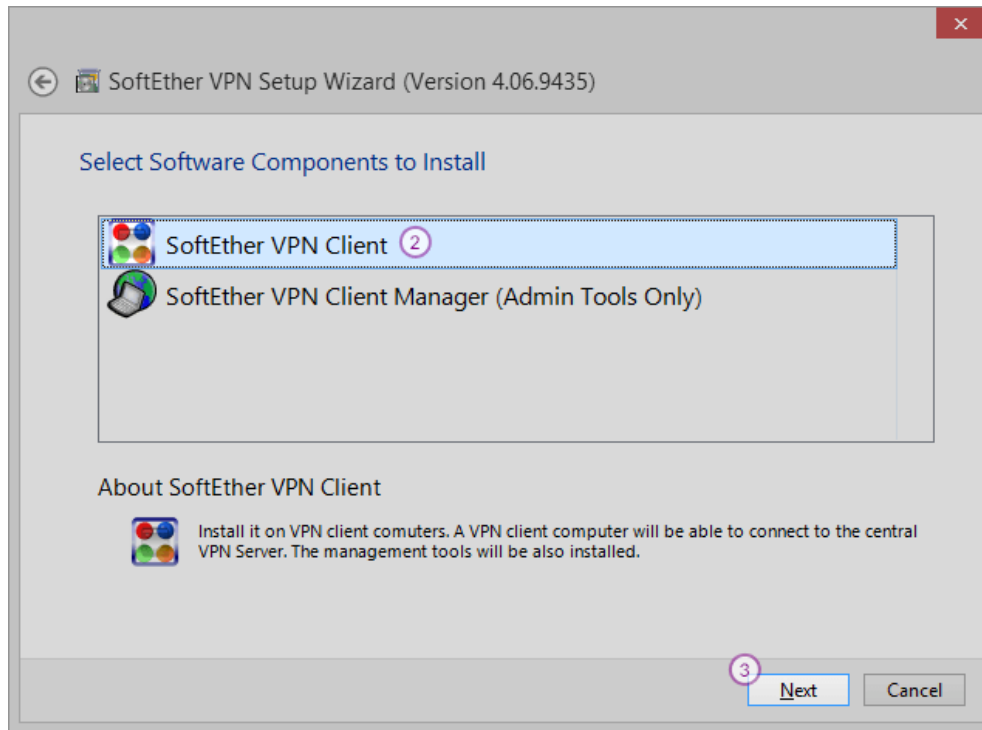 SoftEther VPN Setup Wizard (Version 4.06.9435)
Select Software Components to Install
SoftEther VPN Client 2
SoftEther VPN Client Manager (Admin Tools Only)
About SoftEther VPN Client
Install it on VPN client comuters. A VPN client computer will be able to connect to the central
VPN Server. The management tools will be also installed.
3
Next Cancel